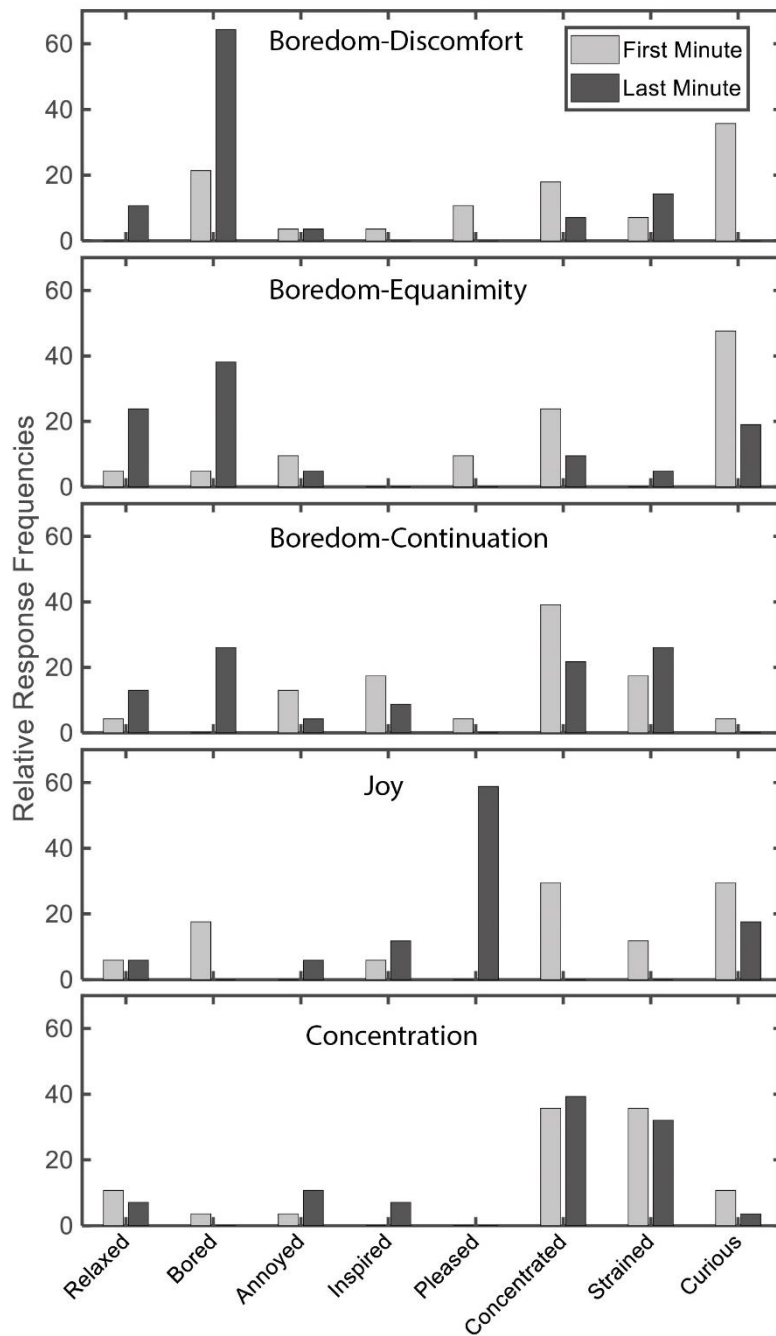 Boredom-Discomfort
First Minute
Last Minute
60
40
20
0
Boredom-Equanimity
60
40
20
0
Boredom-Continuation
60
40
20
0
Joy
60
40
20
0
Concentration
60
40
20
0
Relative Response Frequencies
Relaxed
Bored
Annoyed
Inspired
Pleased
Concentrated
Strained
Curious